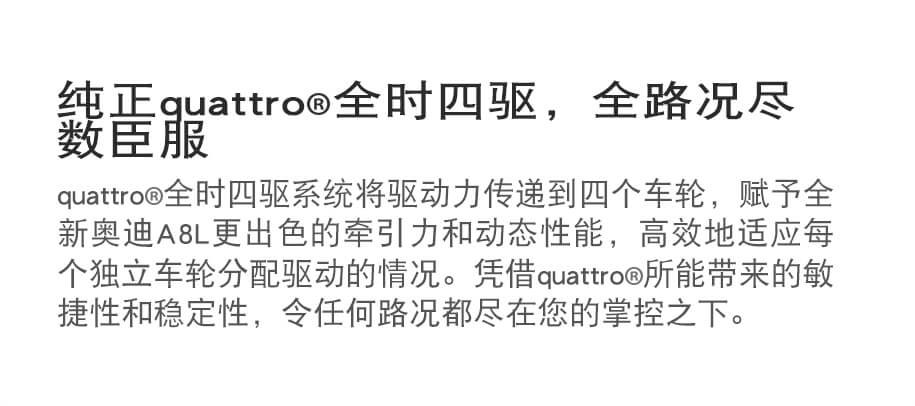 纯正quattro®全时四驱，全路况尽
数臣服
quattro®全时四驱系统将驱动力传递到四个车轮，赋予全
新奥迪A8L更出色的牵引力和动态性能，高效地适应每
个独立车轮分配驱动的情况。凭借quattro®所能带来的敏
捷性和稳定性，令任何路况都尽在您的掌控之下。